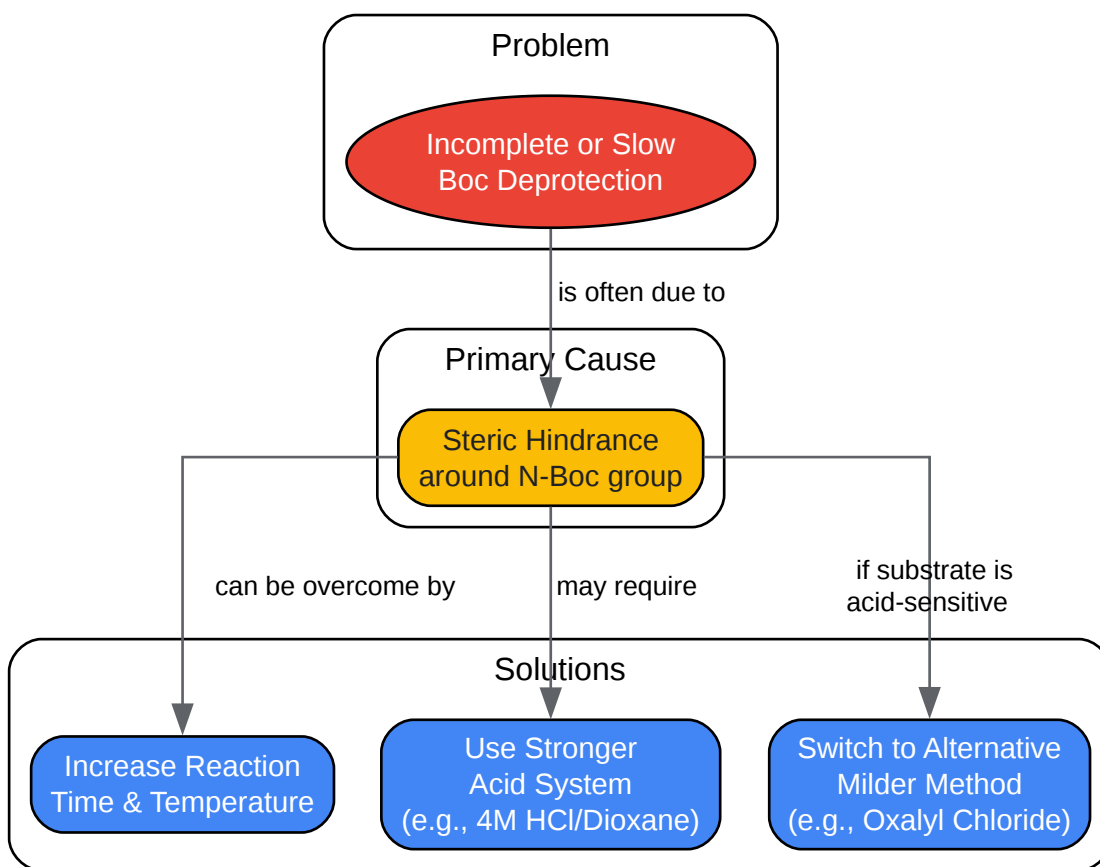 Problem
Incomplete or Slow
Boc Deprotection
is often due to
Primary Cause
Steric Hindrance
around N-Boc group
can be overcome by
may require
if substrate is
acid-sensitive
Solutions
Increase Reaction
Time & Temperature
Use Stronger
Acid System
(e.g., 4M HCl/Dioxane)
Switch to Alternative
Milder Method
(e.g., Oxalyl Chloride)